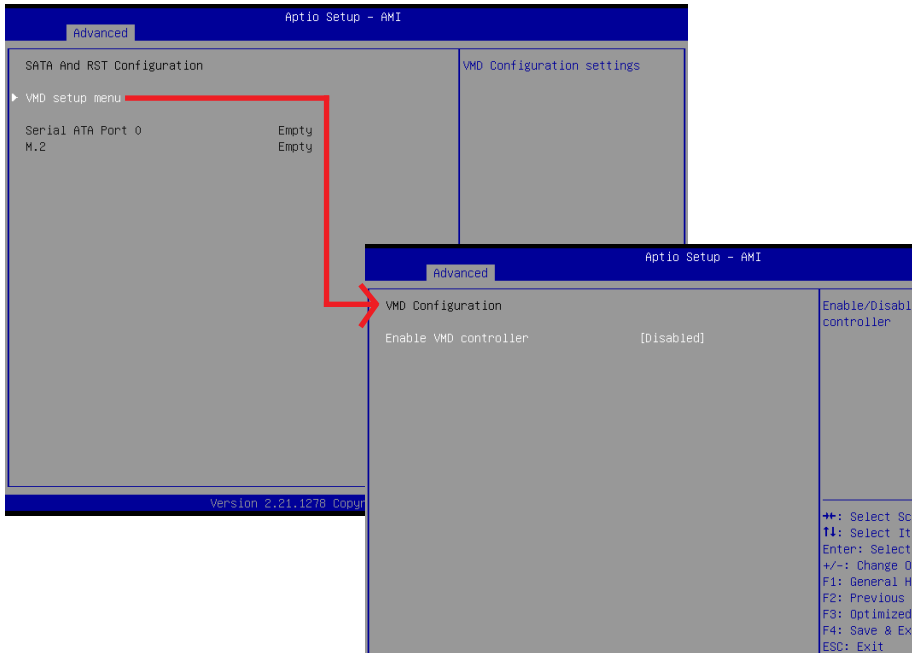 Aptio Setup – AMI
Advanced
SATA And RST Configuration
VMD setup menu
Serial ATA Port 0 Empty
M.2 Empty
VMD Configuration settings
Version 2.21.1278
Aptio Setup – AMI
Advanced
VMD Configuration
Enable VMD controller [Disabled]
controller
→←: Select
↑↓: Select
Enter: Select
+/-: Change
F1: General
F2: Previous
F3: Optimized
F4: Save &
ESC: Exit